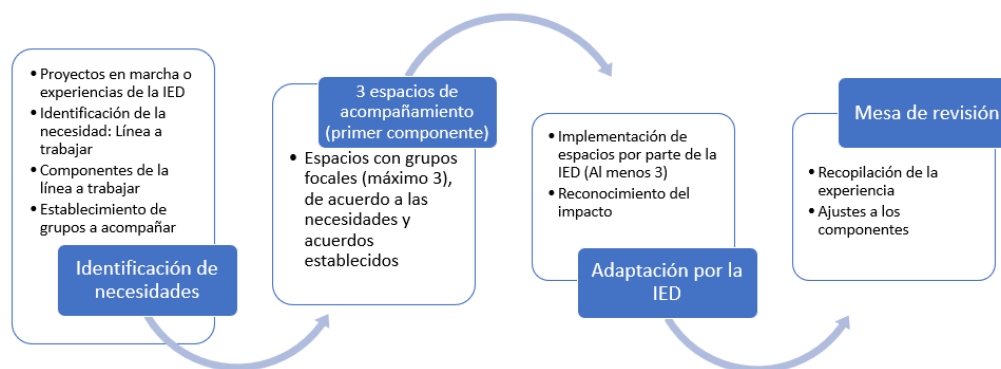 • Proyectos en marcha o
experiencias de la IED
• Identificación de la
necesidad: Línea a
trabajar
• Componentes de la
línea a trabajar
• Establecimiento de
grupos a acompañar
Identificación de
necesidades
3 espacios de
acompañamiento
(primer componente)
• Espacios con grupos
focales (máximo 3),
de acuerdo a las
necesidades y
acuerdos
establecidos
• Implementación de
espacios por parte de la
IED (Al menos 3)
• Reconocimiento del
impacto
Adaptación por la
IED
Mesa de revisión
• Recopilación de la
experiencia
• Ajustes a los
componentes